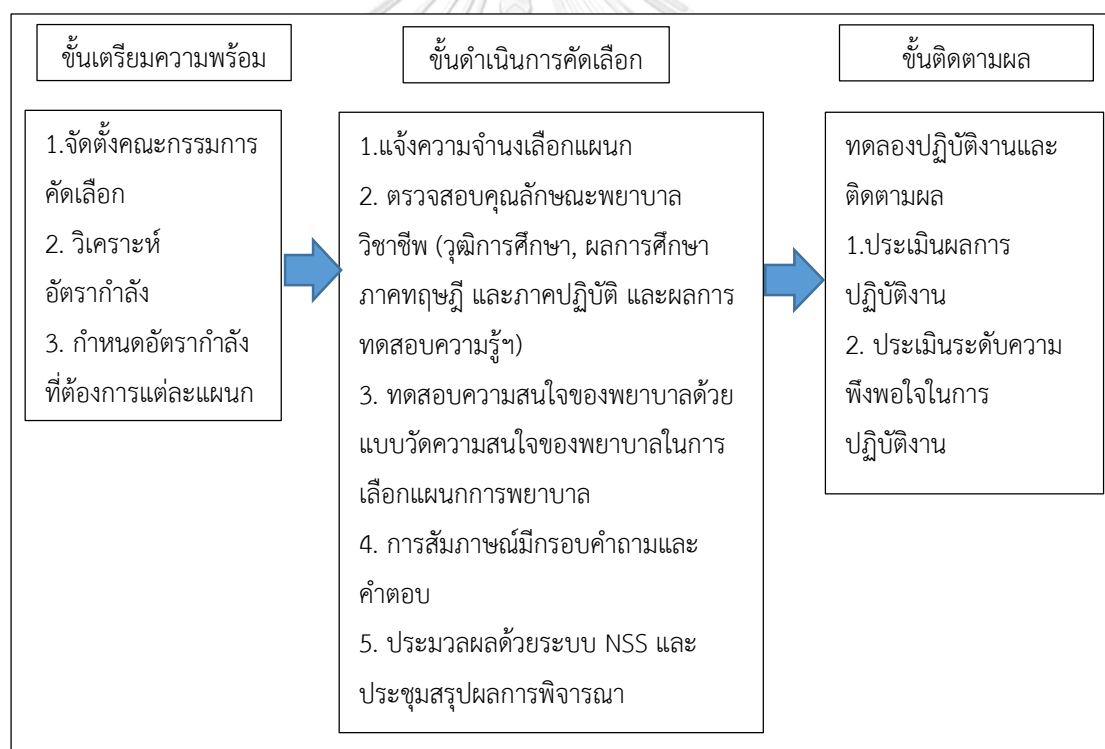 ขั้นเตรียมความพร้อม
1.จัดตั้งคณะกรรมการ
คัดเลือก
2. วิเคราะห์
อัตรากำลัง
3. กำหนดอัตรากำลัง
ที่ต้องการแต่ละแผนก
ขั้นดำเนินการคัดเลือก
1.แจ้งความจำนงเลือกแผนก
2. ตรวจสอบคุณลักษณะพยาบาล
วิชาชีพ (วุฒิการศึกษา, ผลการศึกษา
ภาคทฤษฎี และภาคปฏิบัติ และผลการ
ทดสอบความรู้ฯ)
3. ทดสอบความสนใจของพยาบาลด้วย
แบบวัดความสนใจของพยาบาลในการ
เลือกแผนกการพยาบาล
4. การสัมภาษณ์มีกรอบคำถามและ
คำตอบ
5. ประมวลผลด้วยระบบ NSS และ
ประชุมสรุปผลการพิจารณา
ขั้นติดตามผล
ทดลองปฏิบัติงานและ
ติดตามผล
1.ประเมินผลการ
ปฏิบัติงาน
2. ประเมินระดับความ
พึงพอใจในการ
ปฏิบัติงาน